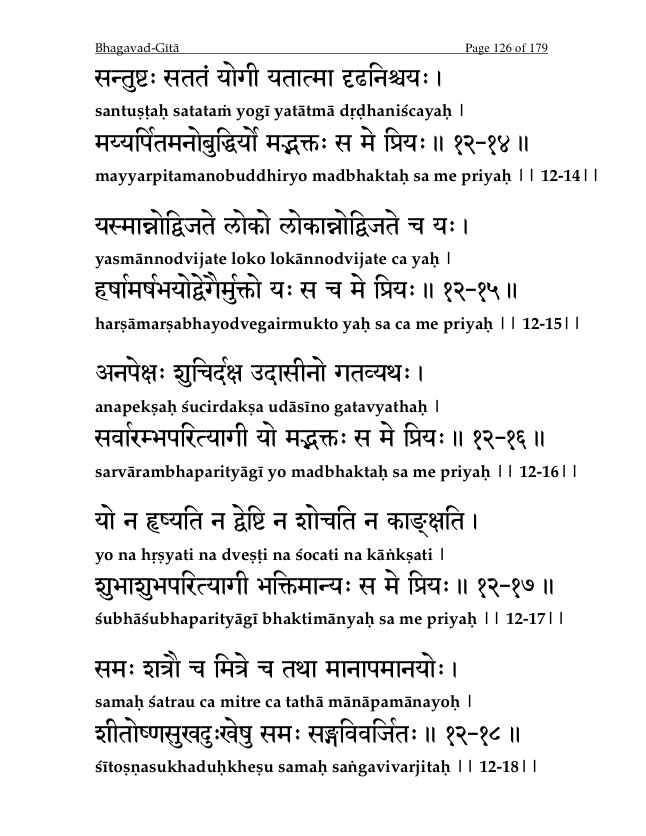 Bhagavad-Gītā Page 126 of 179
सन्तुष्टः सततं योगी यतात्मा दृढनिश्चयः।
santuṣṭaḥ satataṁ yogī yatātmā dṛḍhaniścayaḥ |
मय्यर्पितमनोबुद्धिर्यो मद्भक्तः स मे प्रियः॥ १२-१४॥
mayyarpitamanobuddhiryo madbhaktaḥ sa me priyaḥ || 12-14||
यस्मान्नोद्विजते लोको लोकान्नोद्विजते च यः।
yasmānnodvijate loko lokānnodvijate ca yaḥ |
हर्षामर्षभयोद्वेगैर्मुक्तो यः स च मे प्रियः॥ १२-१५॥
harṣāmarṣabhayodvegairmukto yaḥ sa ca me priyaḥ || 12-15||
अनपेक्षः शुचिर्दक्ष उदासीनो गतव्यथः।
anapekṣaḥ śucirdakṣa udāsīno gatavyathaḥ |
सर्वारम्भपरित्यागी यो मद्भक्तः स मे प्रियः॥ १२-१६॥
sarvārambhaparityāgī yo madbhaktaḥ sa me priyaḥ || 12-16||
यो न हृष्यति न द्वेष्टि न शोचति न काङ्क्षति।
yo na hṛṣyati na dveṣṭi na śocati na kāṅkṣati |
शुभाशुभपरित्यागी भक्तिमान्यः स मे प्रियः॥ १२-१७॥
śubhāśubhaparityāgī bhaktimānyaḥ sa me priyaḥ || 12-17||
समः शत्रौ च मित्रे च तथा मानापमानयोः।
samaḥ śatrau ca mitre ca tathā mānāpamānayoḥ |
शीतोष्णसुखदुःखेषु समः सङ्गविवर्जितः॥ १२-१८॥
śītoṣṇasukhaduḥkheṣu samaḥ saṅgavivarjitaḥ || 12-18||